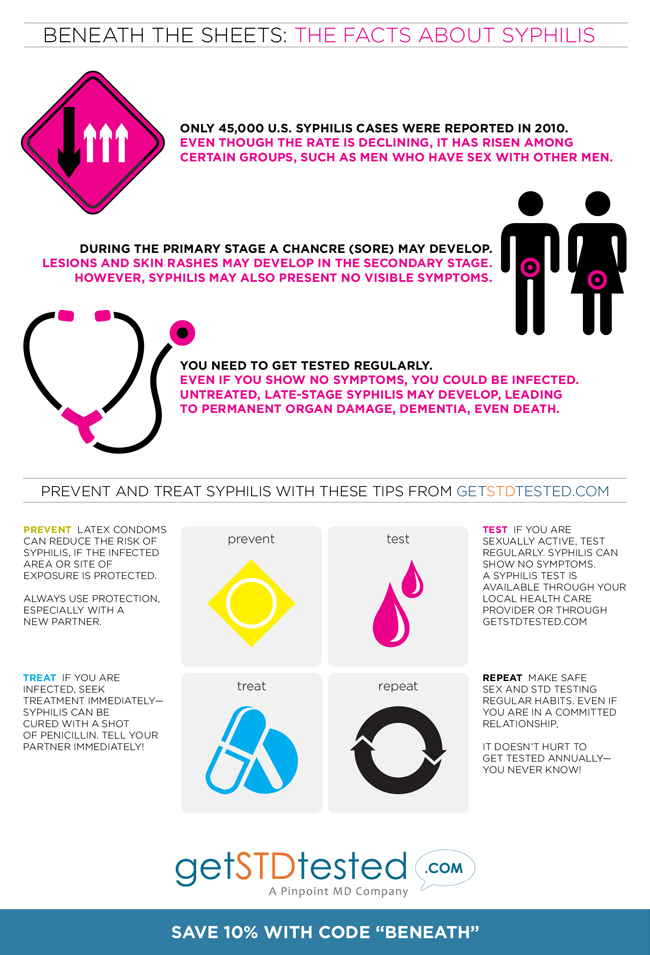 BENEATH THE SHEETS: THE FACTS ABOUT SYPHILIS
ONLY 45,000 U.S. SYPHILIS CASES WERE REPORTED IN 2010.
EVEN THOUGH THE RATE IS DECLINING, IT HAS RISEN AMONG
CERTAIN GROUPS, SUCH AS MEN WHO HAVE SEX WITH OTHER MEN.
DURING THE PRIMARY STAGE A CHANCRE (SORE) MAY DEVELOP.
LESIONS AND SKIN RASHES MAY DEVELOP IN THE SECONDARY STAGE.
HOWEVER, SYPHILIS MAY ALSO PRESENT NO VISIBLE SYMPTOMS.
YOU NEED TO GET TESTED REGULARLY.
EVEN IF YOU SHOW NO SYMPTOMS, YOU COULD BE INFECTED.
UNTREATED, LATE-STAGE SYPHILIS MAY DEVELOP, LEADING
TO PERMANENT ORGAN DAMAGE, DEMENTIA, EVEN DEATH.
PREVENT AND TREAT SYPHILIS WITH THESE TIPS FROM GETSTDTESTED.COM
PREVENT LATEX CONDOMS
CAN REDUCE THE RISK OF
SYPHILIS, IF THE INFECTED
AREA OR SITE OF
EXPOSURE IS PROTECTED.
ALWAYS USE PROTECTION,
ESPECIALLY WITH A
NEW PARTNER.
prevent
test
TEST IF YOU ARE
SEXUALLY ACTIVE, TEST
REGULARLY. SYPHILIS CAN
SHOW NO SYMPTOMS.
A SYPHILIS TEST IS
AVAILABLE THROUGH YOUR
LOCAL HEALTH CARE
PROVIDER OR THROUGH
GETSTDTESTED.COM
TREAT IF YOU ARE
INFECTED, SEEK
TREATMENT IMMEDIATELY—
SYPHILIS CAN BE
CURED WITH A SHOT
OF PENICILLIN. TELL YOUR
PARTNER IMMEDIATELY!
treat
repeat
REPEAT MAKE SAFE
SEX AND STD TESTING
REGULAR HABITS. EVEN IF
YOU ARE IN A COMMITTED
RELATIONSHIP,
IT DOESN'T HURT TO
GET TESTED ANNUALLY—
YOU NEVER KNOW!
getSTDtested .COM
A Pinpoint MD Company
SAVE 10% WITH CODE “BENEATH”